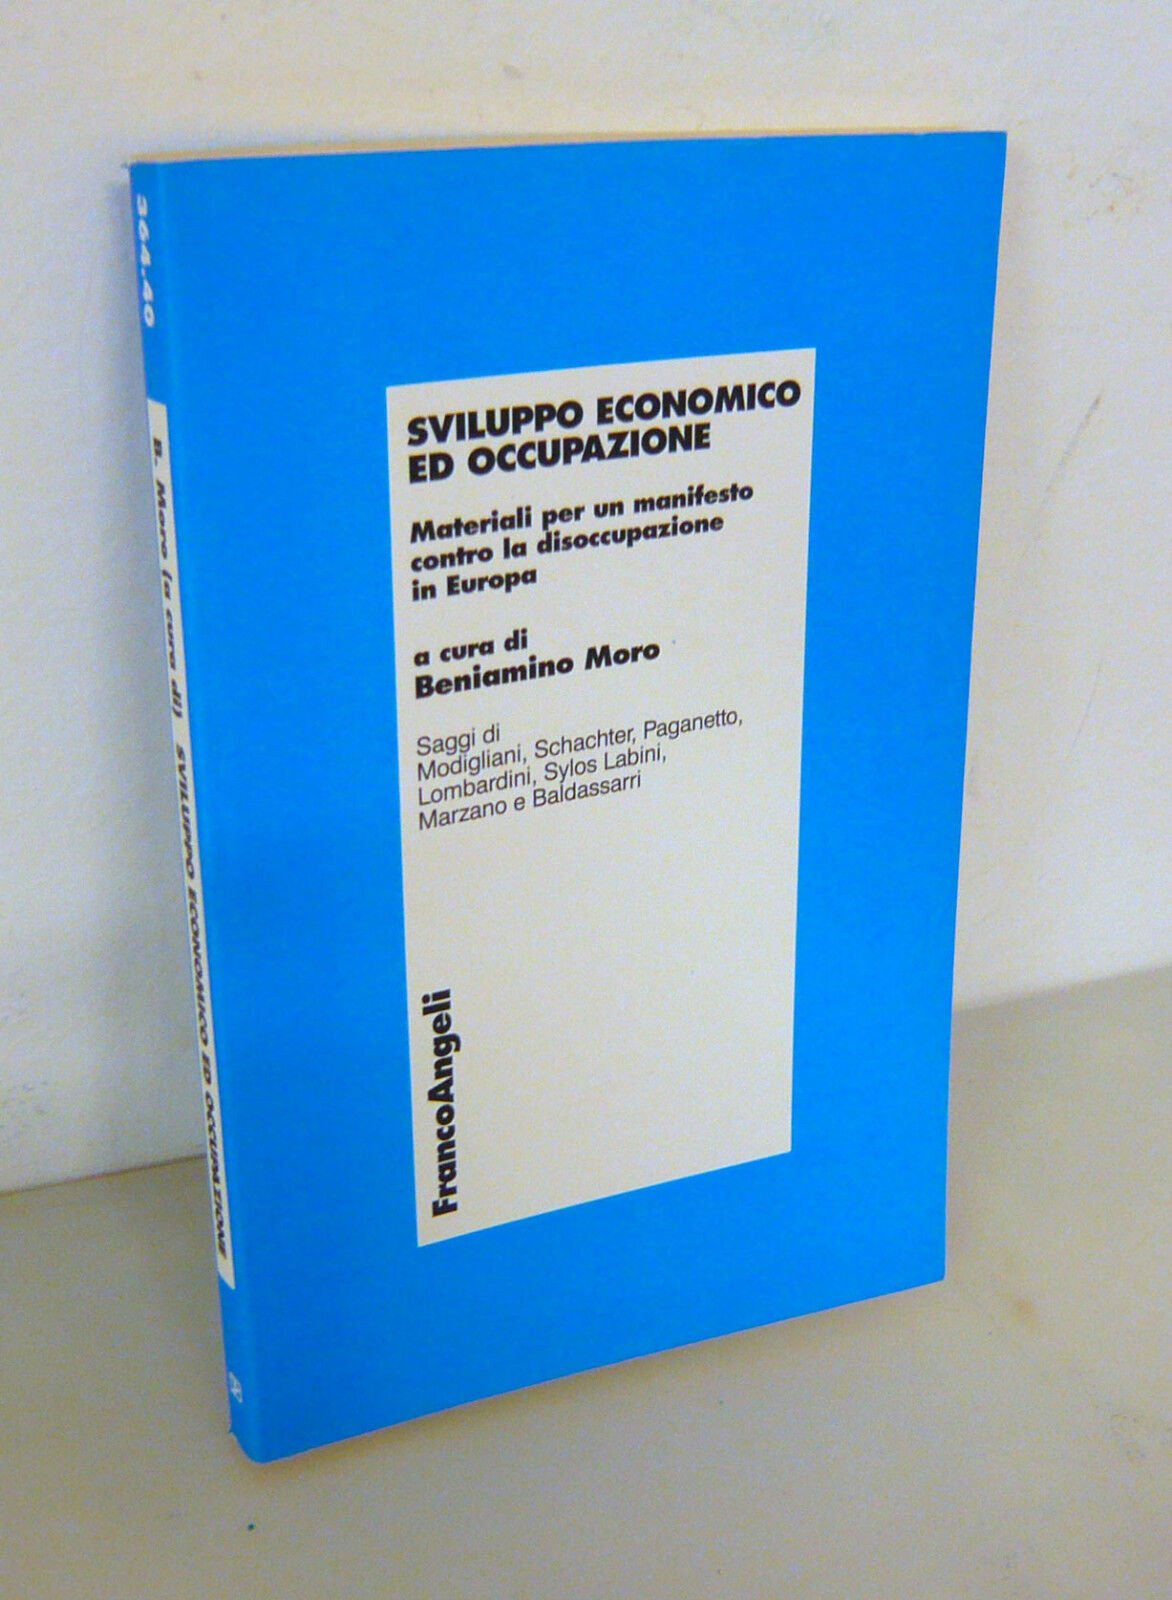 SVILUPPO ECONOMICO
ED OCCUPAZIONE
Materiali per un manifesto
contro la disoccupazione
in Europa
a cura di
Beniamino Moro
Saggi di
Modigliani, Schachter, Paganetto,
Lombardini, Sylos Labini,
Marzano e Baldassarri
FrancoAngeli
364.80
B. Moro (a cura di) SVILUPPO ECONOMICO ED OCCUPAZIONE